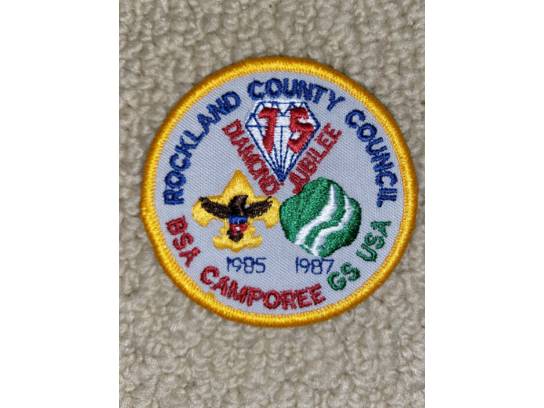 ROCKLAND COUNTY COUNCIL
75
DIAMOND JUBILEE
1985 1987
BSA CAMPOREE GS USA